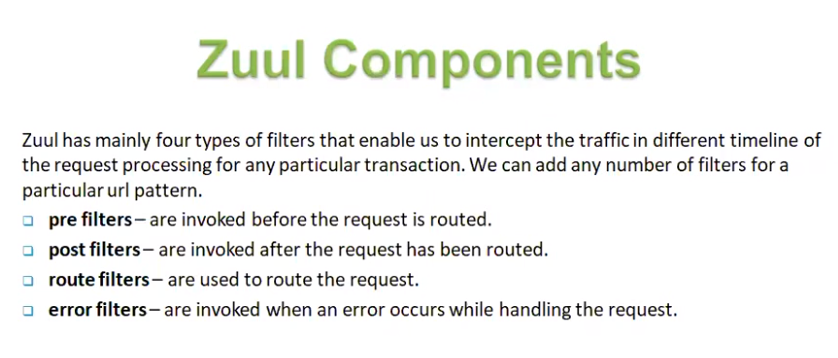 Zuul Components
Zuul has mainly four types of filters that enable us to intercept the traffic in different timeline of
the request processing for any particular transaction. We can add any number of filters for a
particular url pattern.
pre filters – are invoked before the request is routed.
post filters – are invoked after the request has been routed.
route filters – are used to route the request.
error filters – are invoked when an error occurs while handling the request.